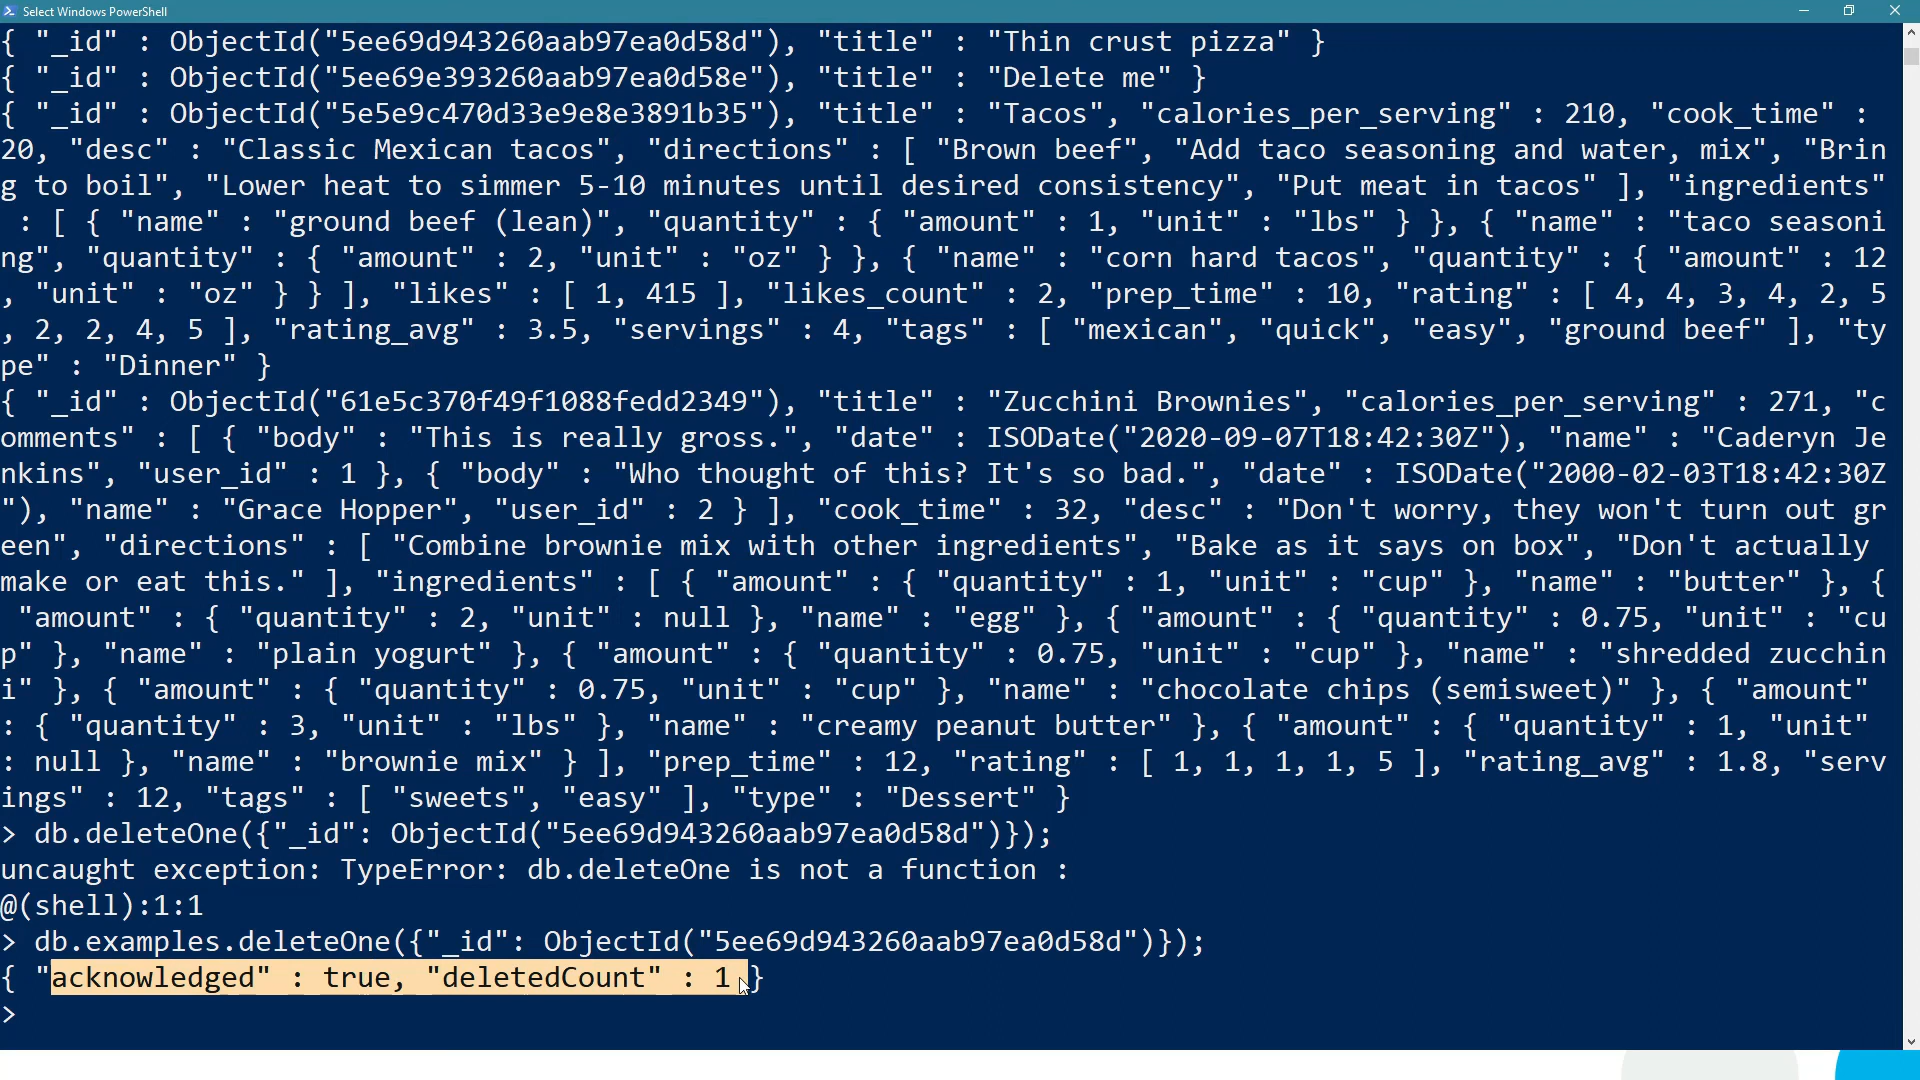 Select Windows PowerShell
{ "_id" : ObjectId("5ee69d943260aab97ea0d58d"), "title" : "Thin crust pizza" }
{ "_id" : ObjectId("5ee69e393260aab97ea0d58e"), "title" : "Delete me" }
{ "_id" : ObjectId("5e5e9c470d33e9e8e3891b35"), "title" : "Tacos", "calories_per_serving" : 210, "cook_time" :
20, "desc" : "Classic Mexican tacos", "directions" : [ "Brown beef", "Add taco seasoning and water, mix", "Brin
g to boil", "Lower heat to simmer 5-10 minutes until desired consistency", "Put meat in tacos" ], "ingredients"
 : [ { "name" : "ground beef (lean)", "quantity" : { "amount" : 1, "unit" : "lbs" } }, { "name" : "taco seasoni
ng", "quantity" : { "amount" : 2, "unit" : "oz" } }, { "name" : "corn hard tacos", "quantity" : { "amount" : 12
, "unit" : "oz" } } ], "likes" : [ 1, 415 ], "likes_count" : 2, "prep_time" : 10, "rating" : [ 4, 4, 3, 4, 2, 5
, 2, 2, 4, 5 ], "rating_avg" : 3.5, "servings" : 4, "tags" : [ "mexican", "quick", "easy", "ground beef" ], "ty
pe" : "Dinner" }
{ "_id" : ObjectId("61e5c370f49f1088fedd2349"), "title" : "Zucchini Brownies", "calories_per_serving" : 271, "c
omments" : [ { "body" : "This is really gross.", "date" : ISODate("2020-09-07T18:42:30Z"), "name" : "Caderyn Je
nkins", "user_id" : 1 }, { "body" : "Who thought of this? It's so bad.", "date" : ISODate("2000-02-03T18:42:30Z
"), "name" : "Grace Hopper", "user_id" : 2 } ], "cook_time" : 32, "desc" : "Don't worry, they won't turn out gr
een", "directions" : [ "Combine brownie mix with other ingredients", "Bake as it says on box", "Don't actually
make or eat this." ], "ingredients" : [ { "amount" : { "quantity" : 1, "unit" : "cup" }, "name" : "butter" }, {
 "amount" : { "quantity" : 2, "unit" : null }, "name" : "egg" }, { "amount" : { "quantity" : 0.75, "unit" : "cu
p" }, "name" : "plain yogurt" }, { "amount" : { "quantity" : 0.75, "unit" : "cup" }, "name" : "shredded zucchin
i" }, { "amount" : { "quantity" : 0.75, "unit" : "cup" }, "name" : "chocolate chips (semisweet)" }, { "amount"
: { "quantity" : 3, "unit" : "lbs" }, "name" : "creamy peanut butter" }, { "amount" : { "quantity" : 1, "unit"
: null }, "name" : "brownie mix" } ], "prep_time" : 12, "rating" : [ 1, 1, 1, 1, 5 ], "rating_avg" : 1.8, "serv
ings" : 12, "tags" : [ "sweets", "easy" ], "type" : "Dessert" }
> db.deleteOne({"_id": ObjectId("5ee69d943260aab97ea0d58d")});
uncaught exception: TypeError: db.deleteOne is not a function :
@(shell):1:1
> db.examples.deleteOne({"_id": ObjectId("5ee69d943260aab97ea0d58d")});
{ "acknowledged" : true, "deletedCount" : 1 }
>